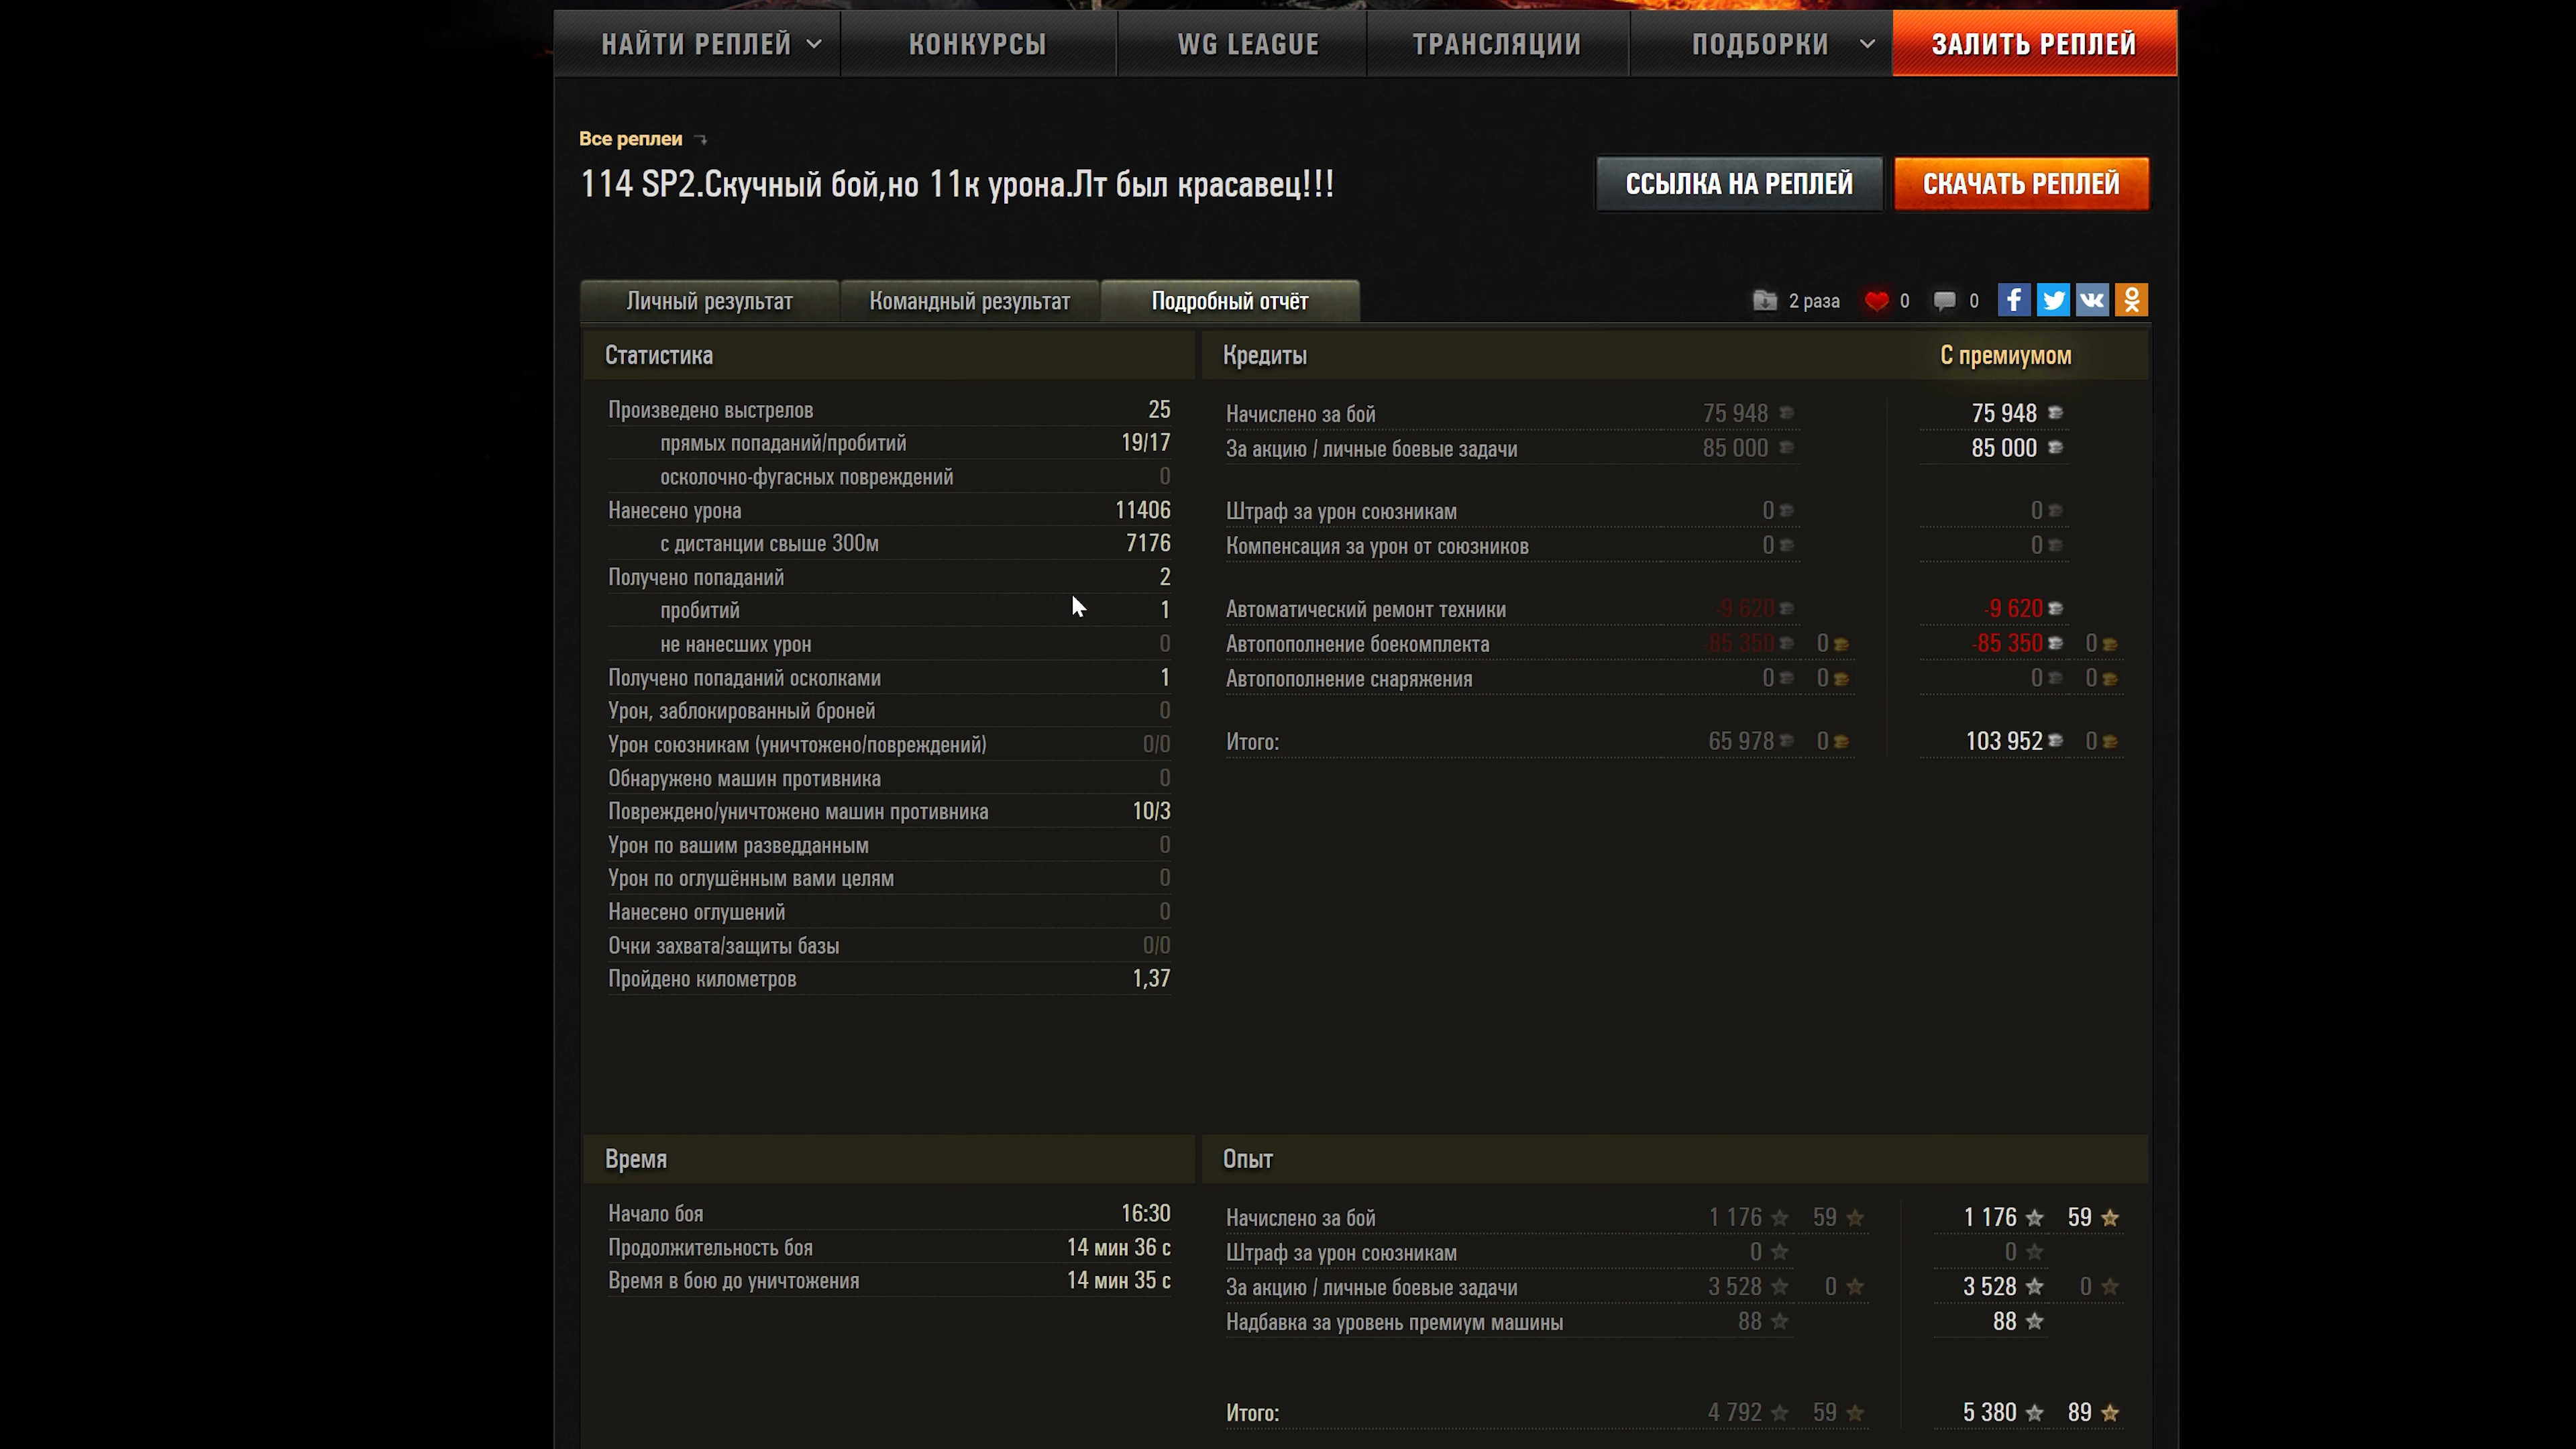 НАЙТИ РЕПЛЕЙ КОНКУРСЫ WG LEAGUE ТРАНСЛЯЦИИ ПОДБОРКИ ЗАЛИТЬ РЕПЛЕЙ
Все реплеи
114 SP2.Скучный бой,но 11к урона.Лт был красавец!!!
ССЫЛКА НА РЕПЛЕЙ СКАЧАТЬ РЕПЛЕЙ
Личный результат Командный результат Подробный отчёт 2 раза 0 0
Статистика
Произведено выстрелов 25
прямых попаданий/пробитий 19/17
осколочно-фугасных повреждений 0
Нанесено урона 11406
с дистанции свыше 300м 7176
Получено попаданий 2
пробитий 1
не нанесших урон 0
Получено попаданий осколками 1
Урон, заблокированный броней 0
Урон союзникам (уничтожено/повреждений) 0/0
Обнаружено машин противника 0
Повреждено/уничтожено машин противника 10/3
Урон по вашим разведданным 0
Урон по оглушённым вами целям 0
Нанесено оглушений 0
Очки захвата/защиты базы 0/0
Пройдено километров 1,37
Кредиты С премиумом
Начислено за бой 75 948 75 948
За акцию / личные боевые задачи 85 000 85 000
Штраф за урон союзникам 0 0
Компенсация за урон от союзников 0 0
Автоматический ремонт техники -9 620 -9 620
Автопополнение боекомплекта -85 350 0 -85 350 0
Автопополнение снаряжения 0 0 0 0
Итого: 65 978 0 103 952 0
Время
Начало боя 16:30
Продолжительность боя 14 мин 36 с
Время в бою до уничтожения 14 мин 35 с
Опыт
Начислено за бой 1 176 59 1 176 59
Штраф за урон союзникам 0 0
За акцию / личные боевые задачи 3 528 0 3 528 0
Надбавка за уровень премиум машины 88 88
Итого: 4 792 59 5 380 89